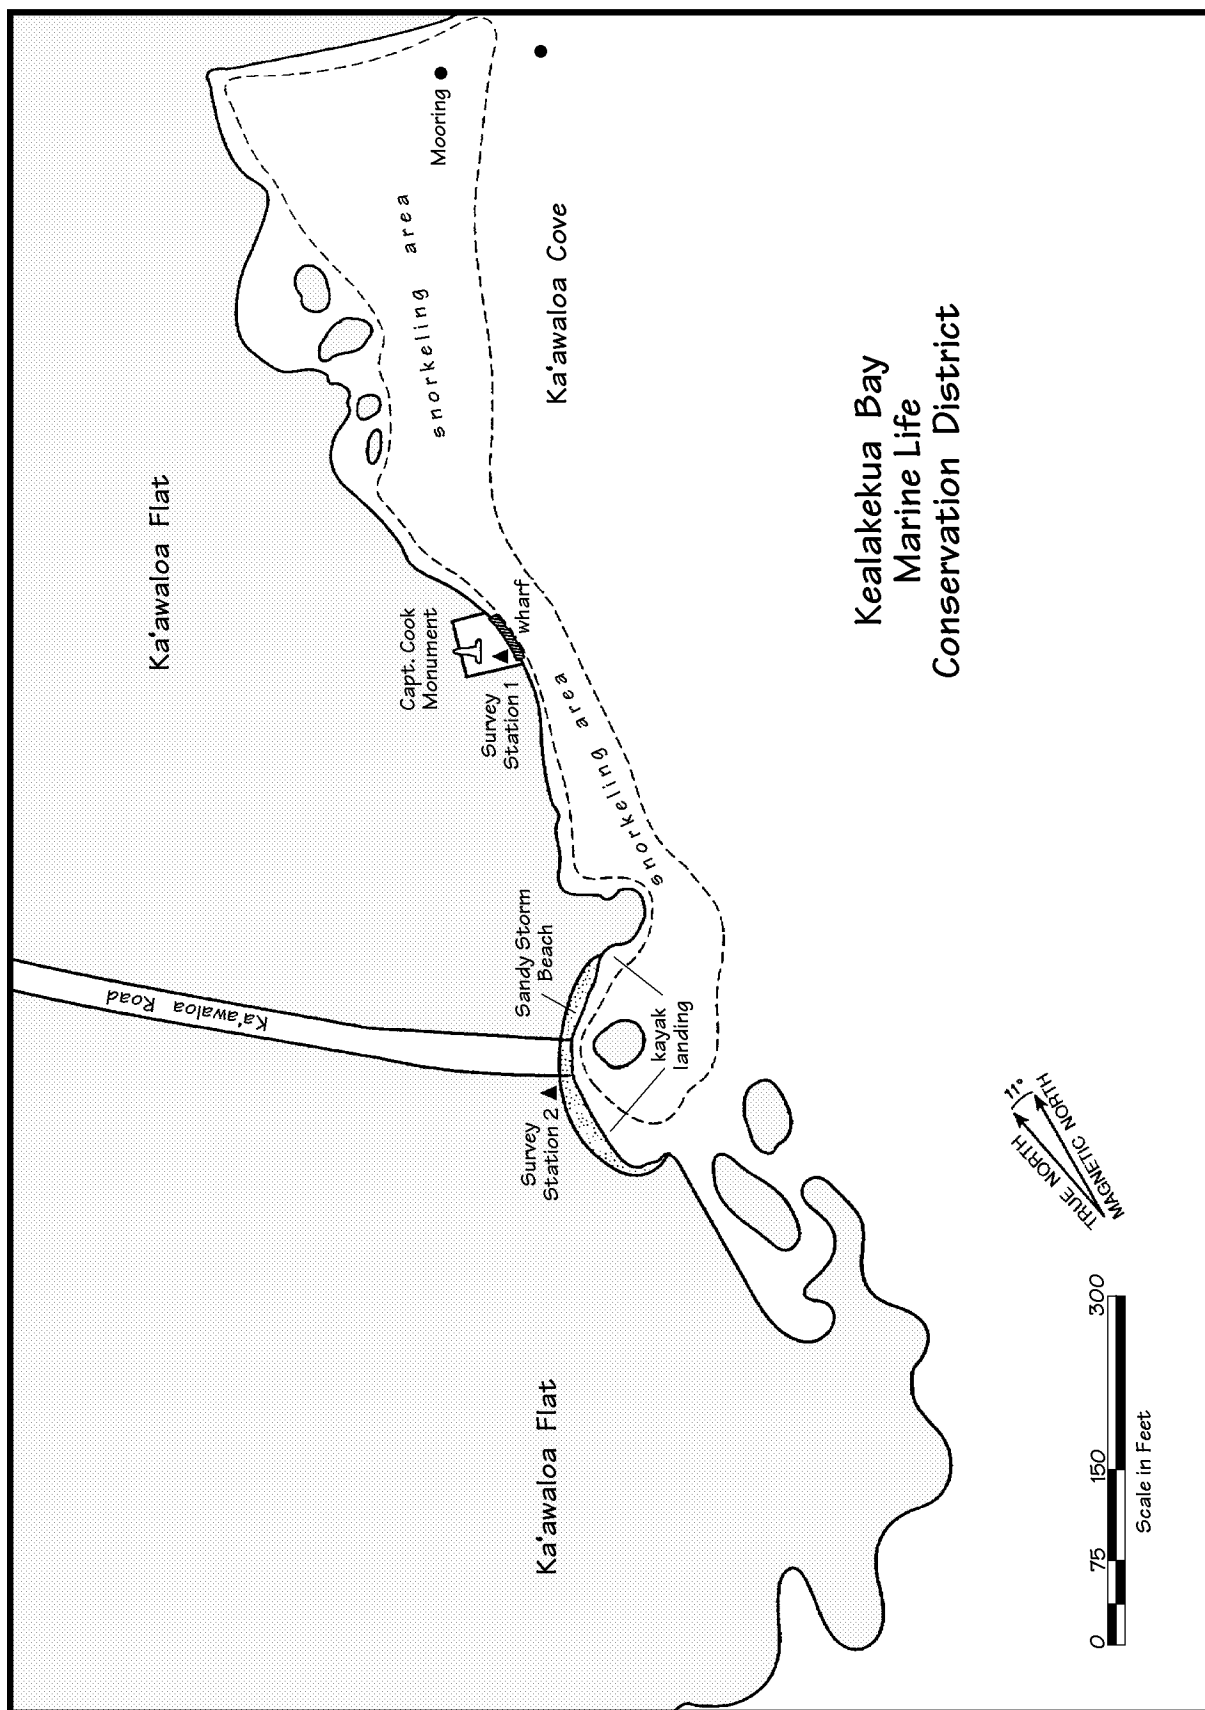 Kealakekua Bay
Marine Life
Conservation District
Ka'awaloa Flat
Ka'awaloa Flat
Ka'awaloa Road
Capt. Cook
Monument
Survey
Station 1
wharf
Survey
Station 2
Sandy Storm
Beach
kayak
landing
snorkeling area
snorkeling area
Mooring
Ka'awaloa Cove
TRUE NORTH
MAGNETIC NORTH
11°
0 75 150 300
Scale in Feet